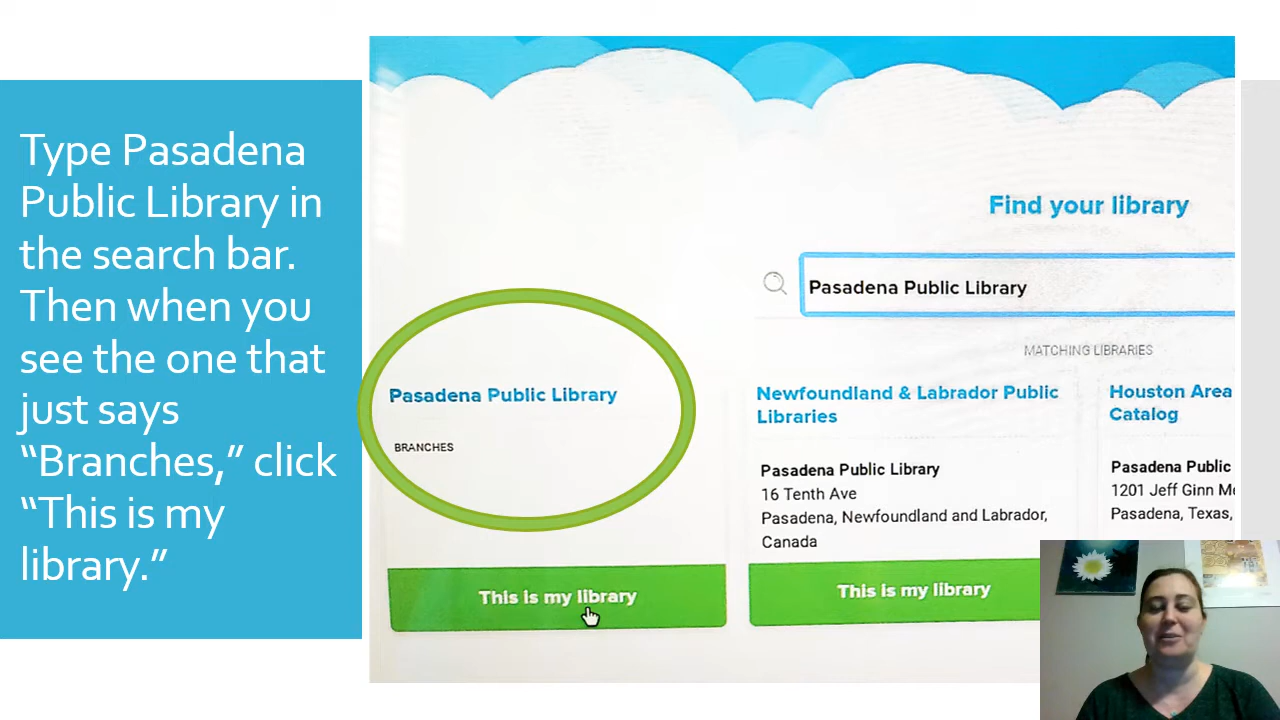 Type Pasadena
Public Library in
the search bar.
Then when you
see the one that
just says
“Branches,” click
“This is my
library.”
Find your library
Pasadena Public Library
MATCHING LIBRARIES
Pasadena Public Library
BRANCHES
This is my library
Newfoundland & Labrador Public
Libraries
Pasadena Public Library
16 Tenth Ave
Pasadena, Newfoundland and Labrador,
Canada
This is my library
Houston Area
Catalog
Pasadena Public
1201 Jeff Ginn
Pasadena, Texas,